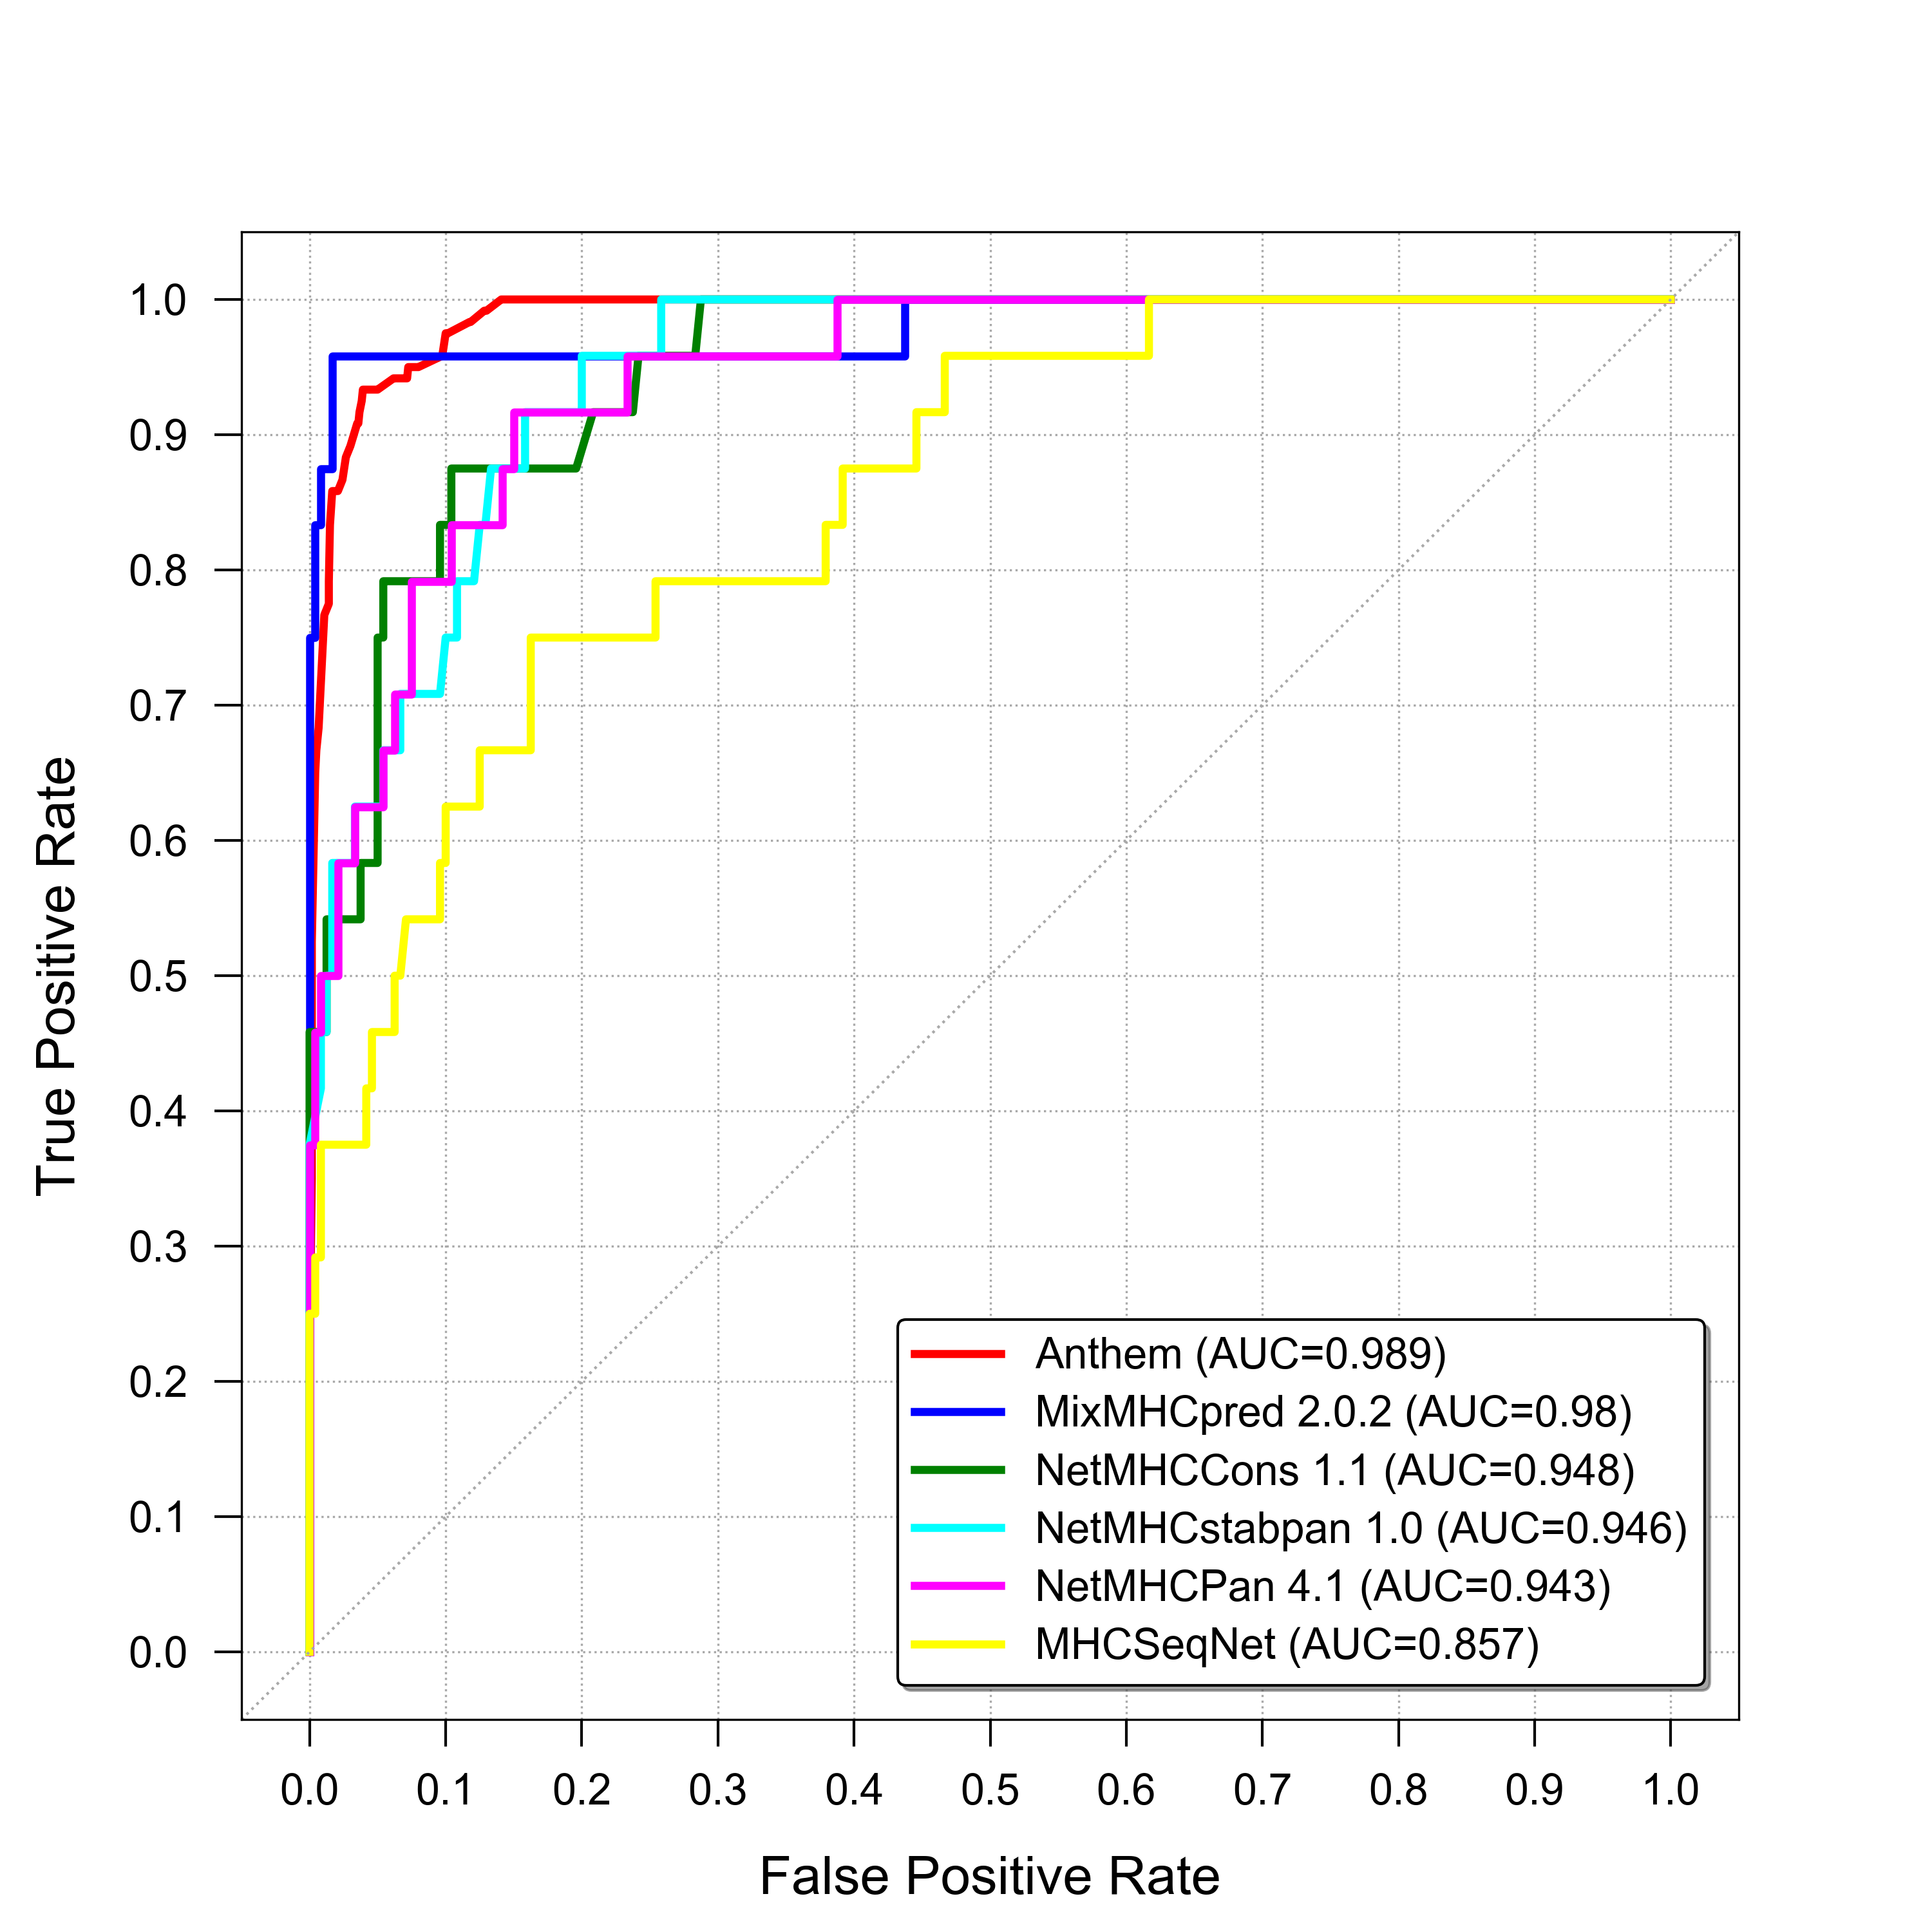 1.0
0.9
0.8
0.7
0.6
0.5
0.4
0.3
0.2
0.1
0.0
True Positive Rate
Anthem (AUC=0.989)
MixMHCpred 2.0.2 (AUC=0.98)
NetMHCCons 1.1 (AUC=0.948)
NetMHCstabpan 1.0 (AUC=0.946)
NetMHCPan 4.1 (AUC=0.943)
MHCSeqNet (AUC=0.857)
0.0 0.1 0.2 0.3 0.4 0.5 0.6 0.7 0.8 0.9 1.0
False Positive Rate